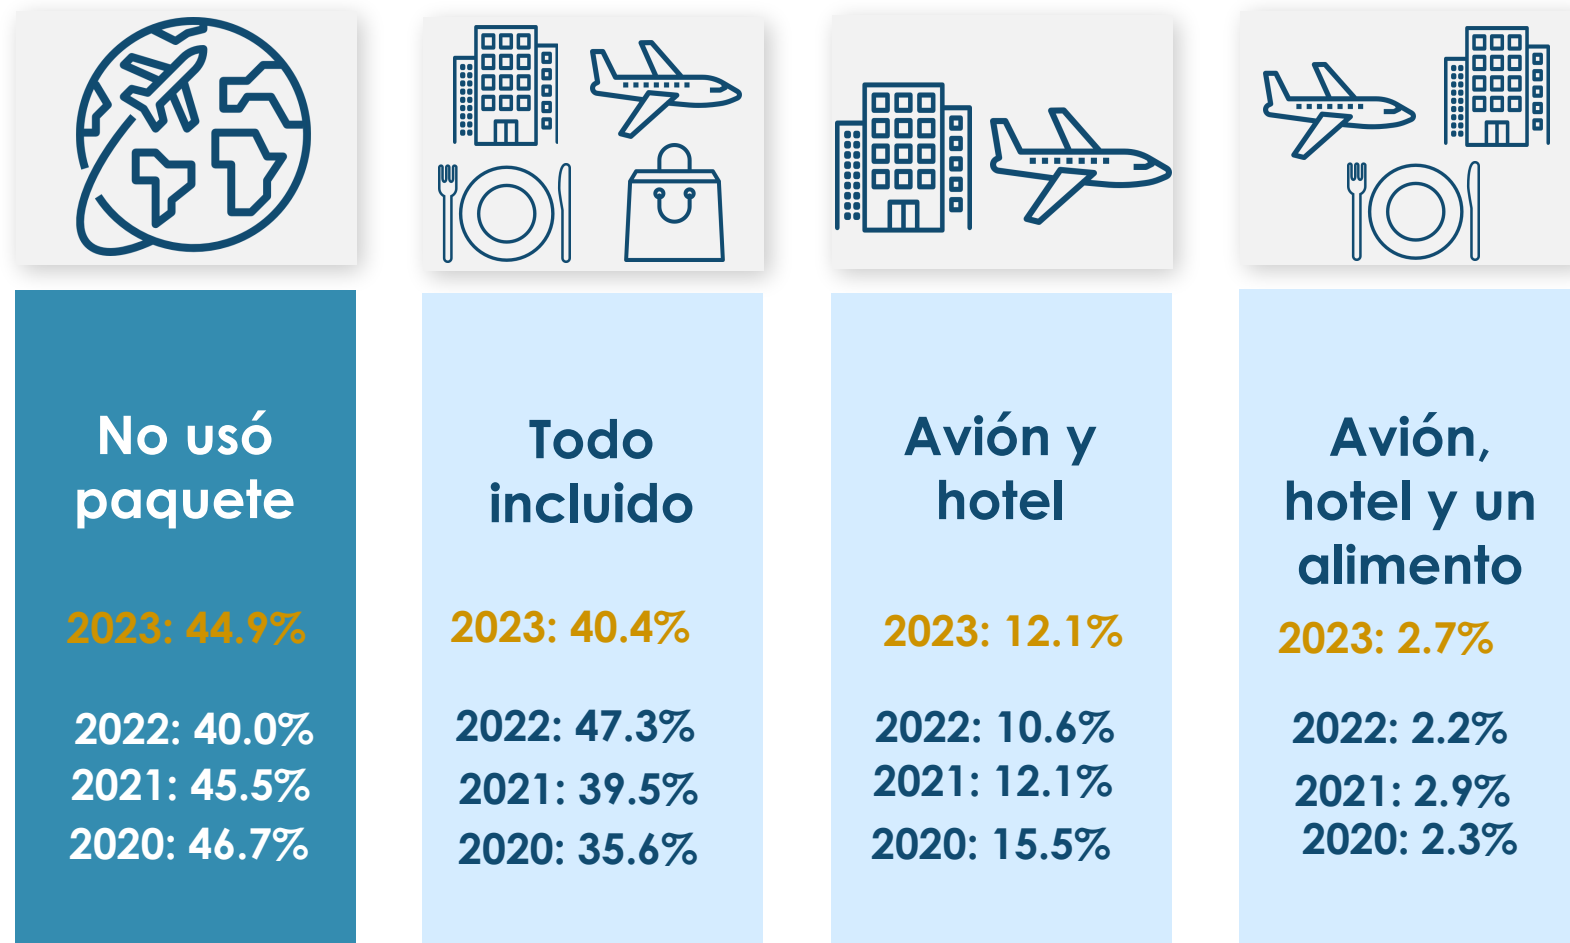 No usó
paquete
2023: 44.9%
2022: 40.0%
2021: 45.5%
2020: 46.7%
Todo
incluido
2023: 40.4%
2022: 47.3%
2021: 39.5%
2020: 35.6%
Avión y
hotel
2023: 12.1%
2022: 10.6%
2021: 12.1%
2020: 15.5%
Avión,
hotel y un
alimento
2023: 2.7%
2022: 2.2%
2021: 2.9%
2020: 2.3%